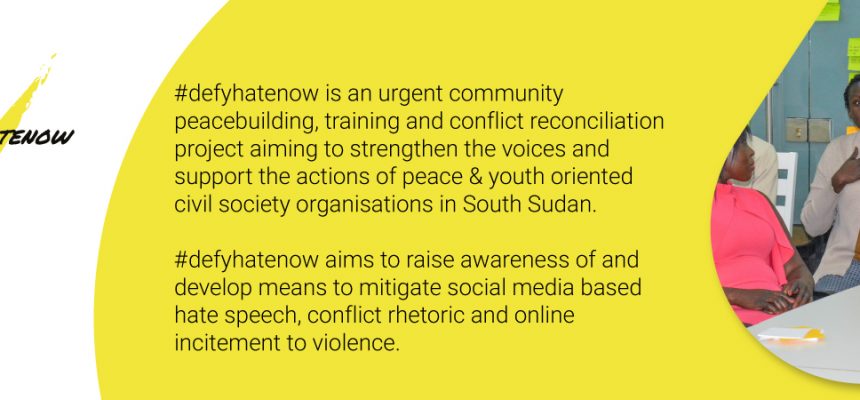 TENOW
#defyhatenow is an urgent community
peacebuilding, training and conflict reconciliation
project aiming to strengthen the voices and
support the actions of peace & youth oriented
civil society organisations in South Sudan.
#defyhatenow aims to raise awareness of and
develop means to mitigate social media based
hate speech, conflict rhetoric and online
incitement to violence.